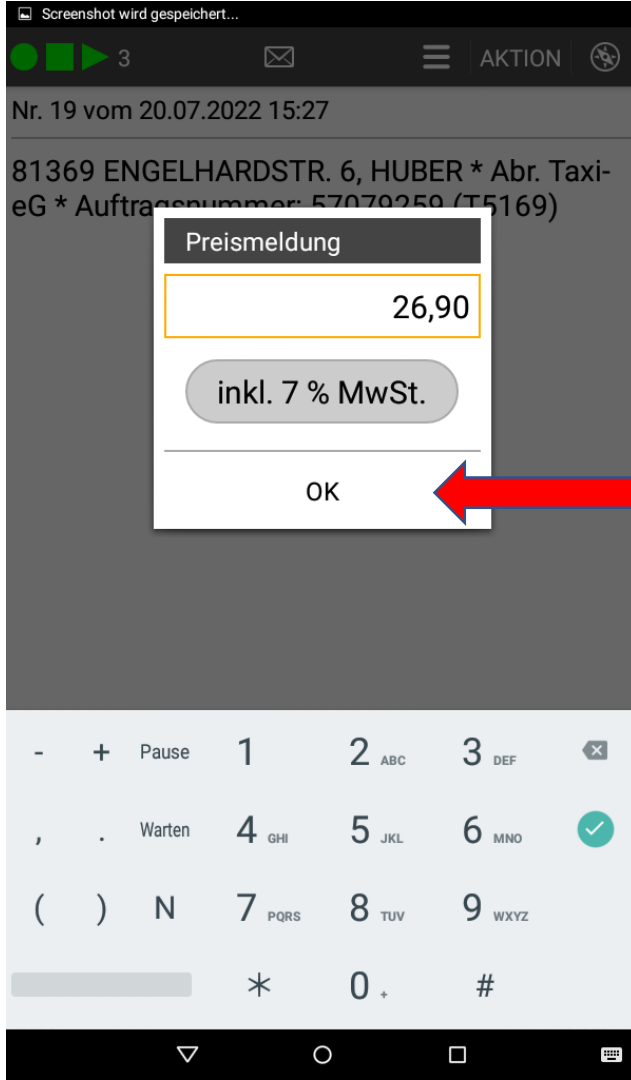 Screenshot wird gespeichert...
3
AKTION
Nr. 19 vom 20.07.2022 15:27
81369 ENGELHARDSTR. 6, HUBER * Abr. Taxi-
eG * Auftragsnummer: 57079259 (T5169)
Preismeldung
26,90
inkl. 7 % MwSt.
OK
- + Pause 1 2 ABC 3 DEF
, . Warten 4 GHI 5 JKL 6 MNO
( ) N 7 PQRS 8 TUV 9 WXYZ
* 0 + #